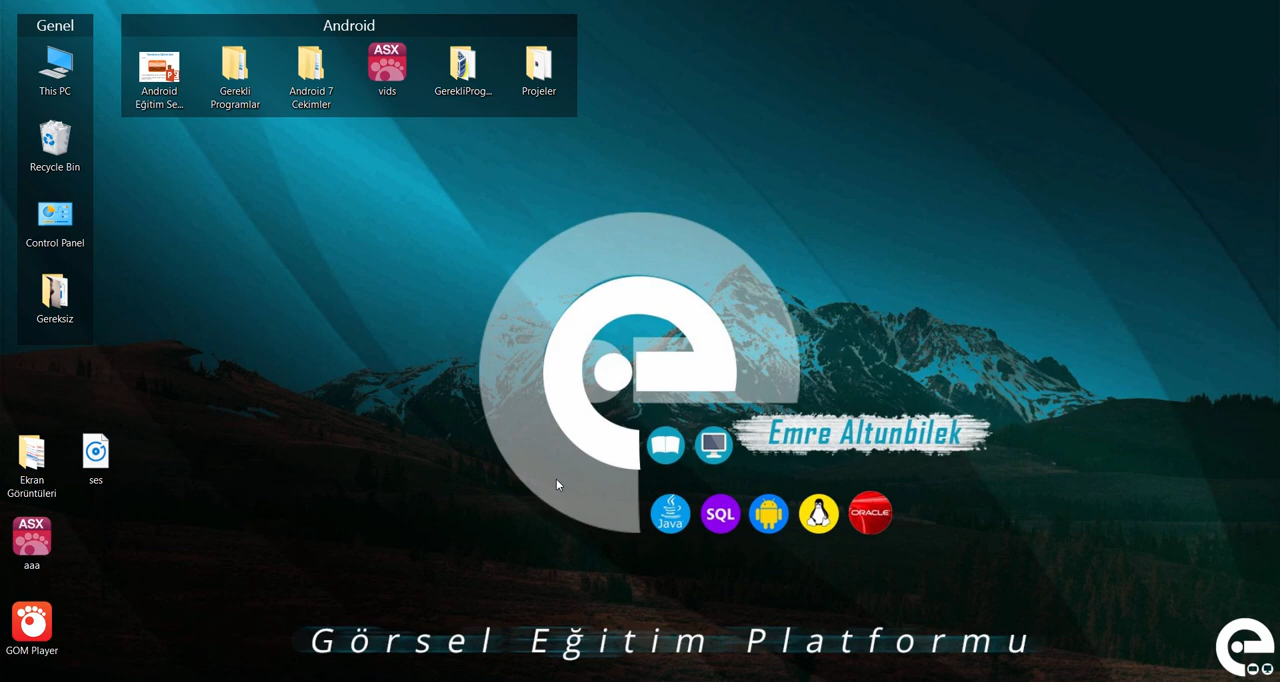 Genel
This PC
Recycle Bin
Control Panel
Gereksiz
Android
Android
Eğitim Se...
Gerekli
Programlar
Android 7
Cekimler
ASX
vids
GerekliProg...
Projeler
Ekran
Görüntüleri
ses
ASX
aaa
GOM Player
Emre Altunbilek
Java
SQL
ORACLE
Görsel Eğitim Platformu